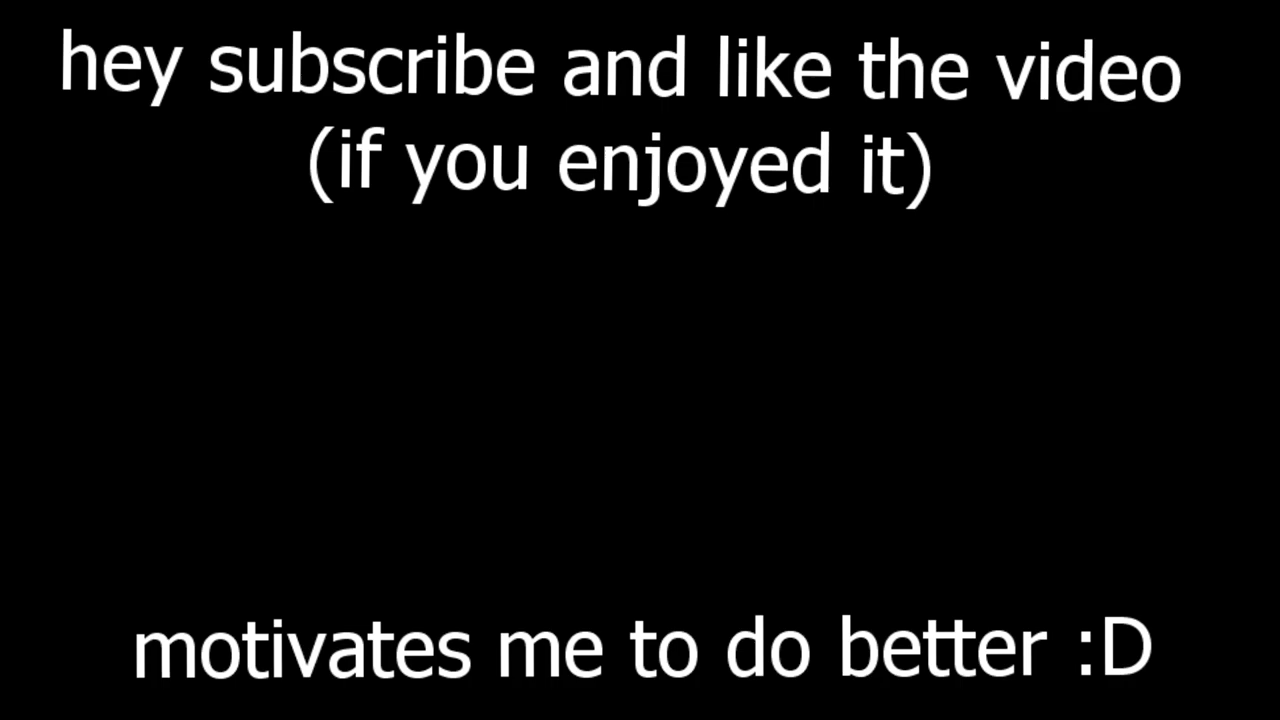 hey subscribe and like the video
(if you enjoyed it)
motivates me to do better :D